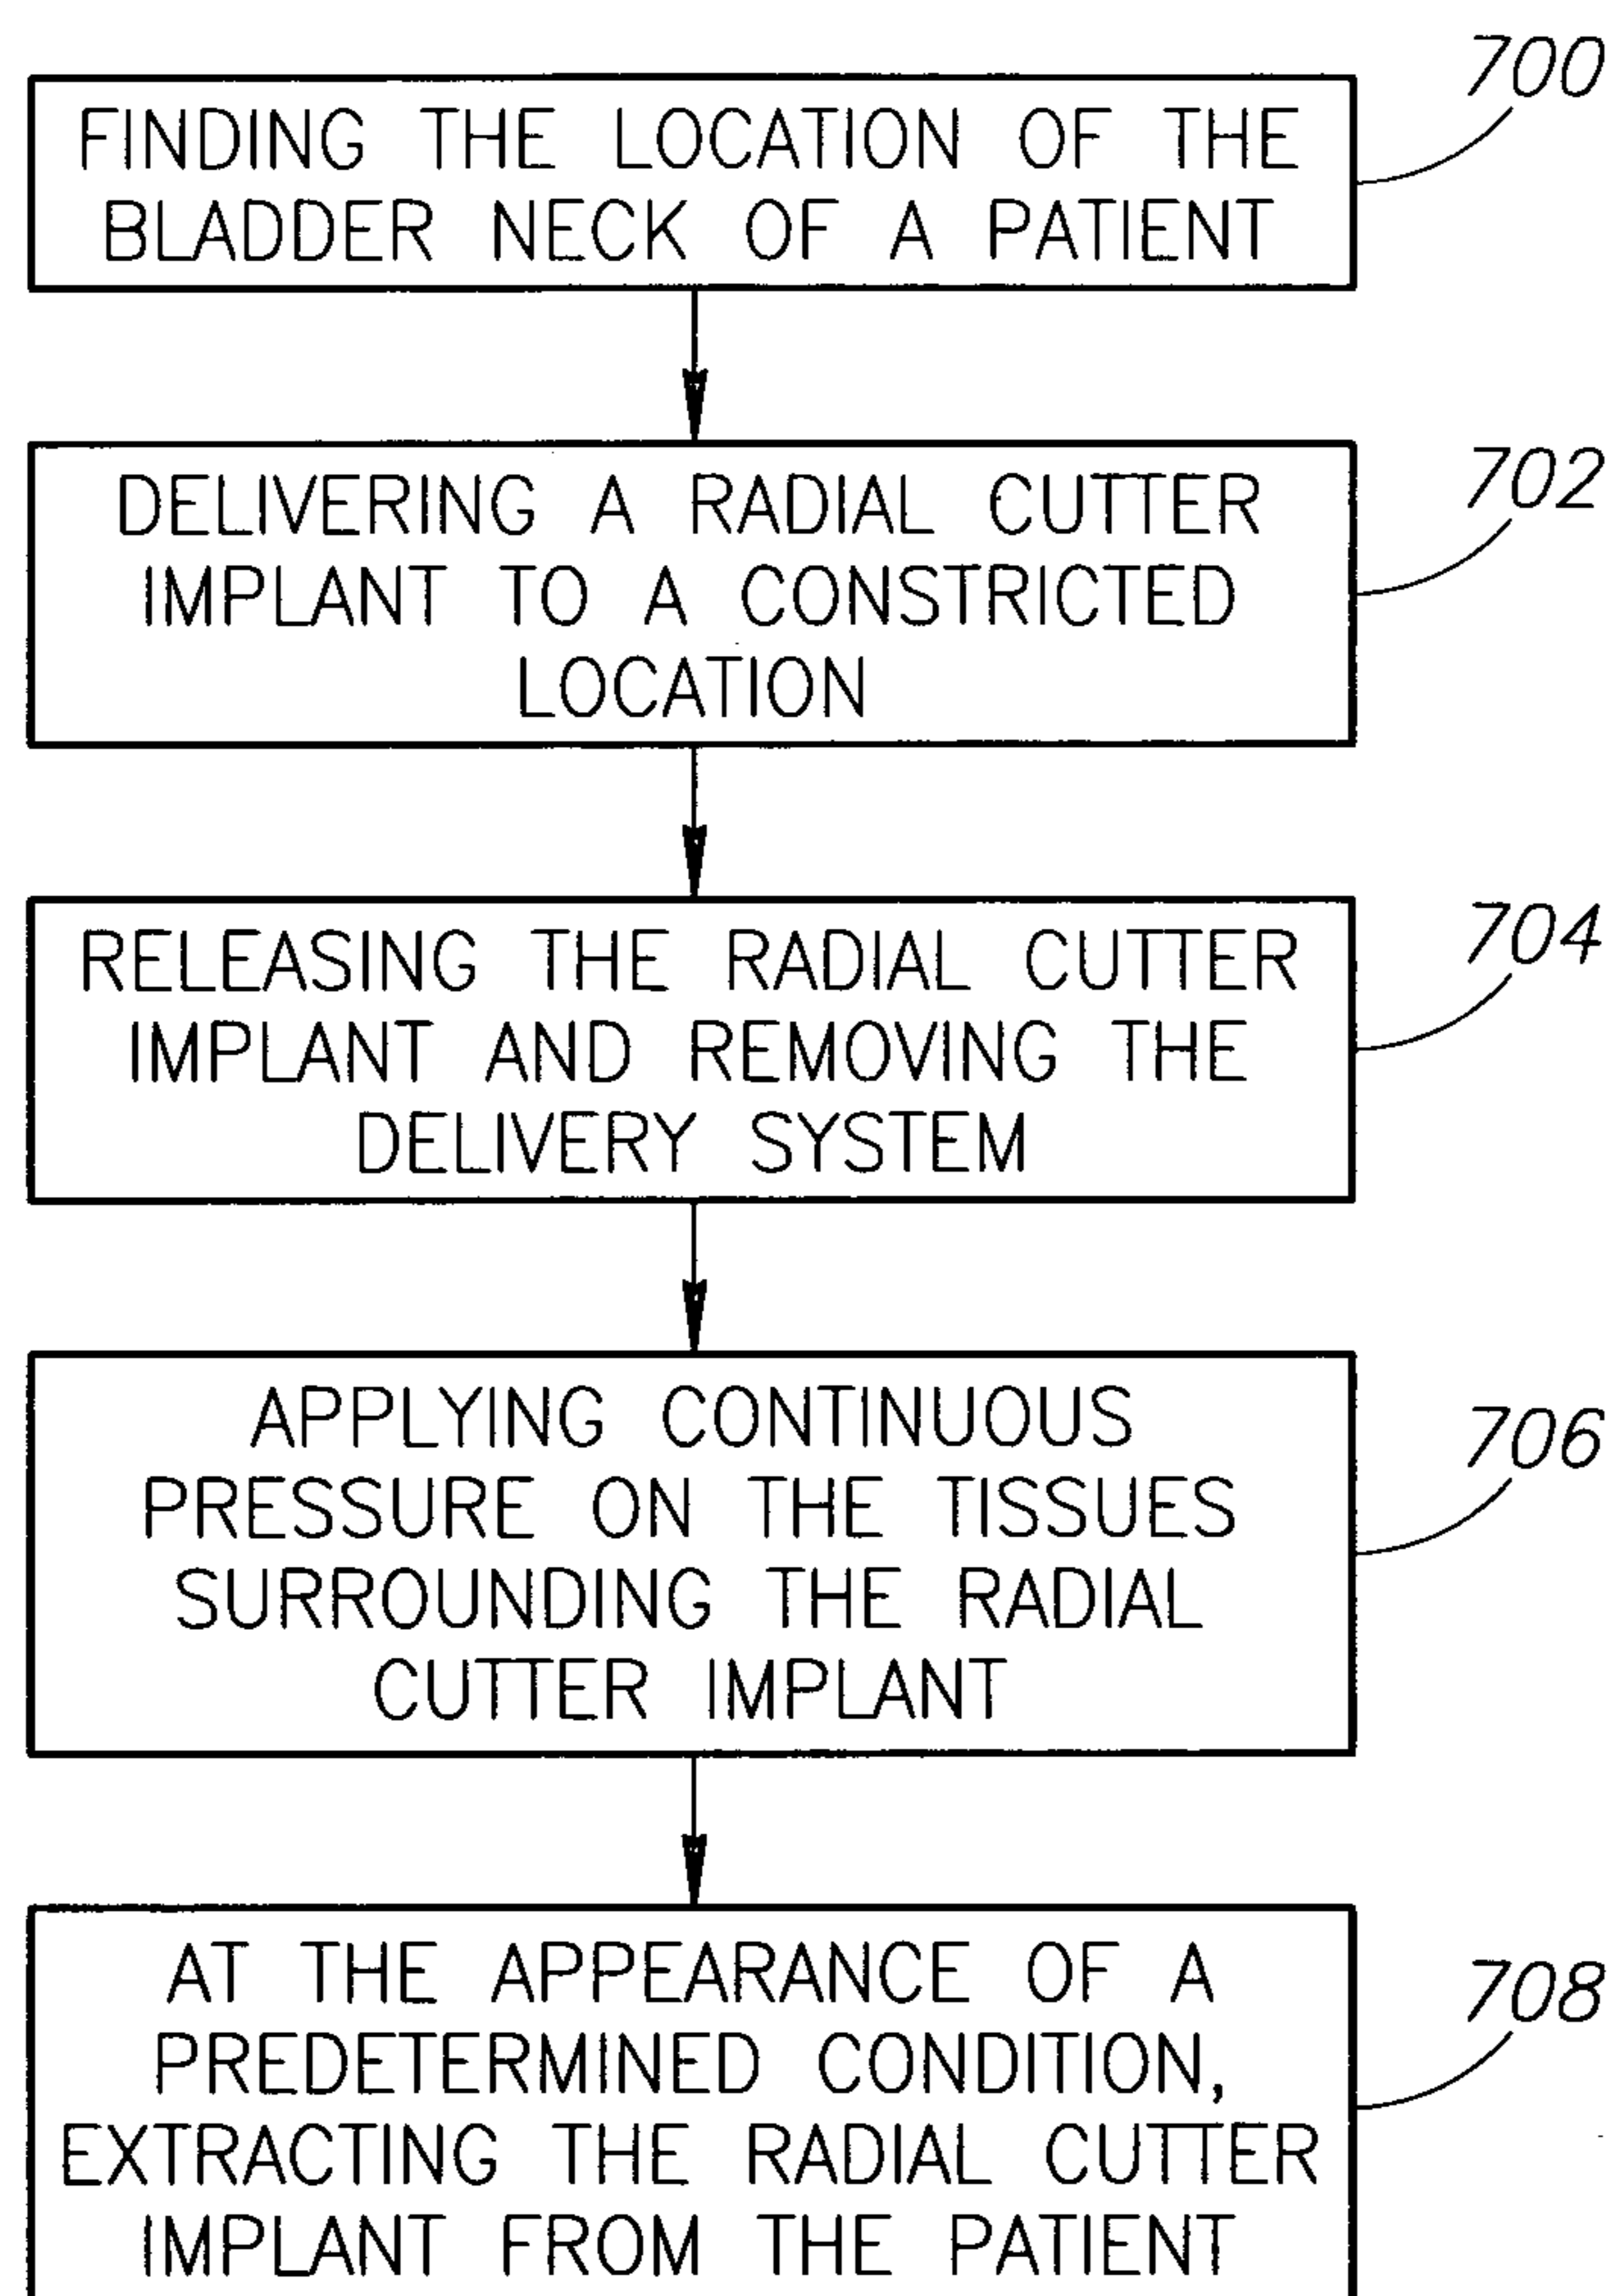 700
FINDING THE LOCATION OF THE
BLADDER NECK OF A PATIENT
702
DELIVERING A RADIAL CUTTER
IMPLANT TO A CONSTRICTED
LOCATION
704
RELEASING THE RADIAL CUTTER
IMPLANT AND REMOVING THE
DELIVERY SYSTEM
706
APPLYING CONTINUOUS
PRESSURE ON THE TISSUES
SURROUNDING THE RADIAL
CUTTER IMPLANT
708
AT THE APPEARANCE OF A
PREDETERMINED CONDITION,
EXTRACTING THE RADIAL CUTTER
IMPLANT FROM THE PATIENT